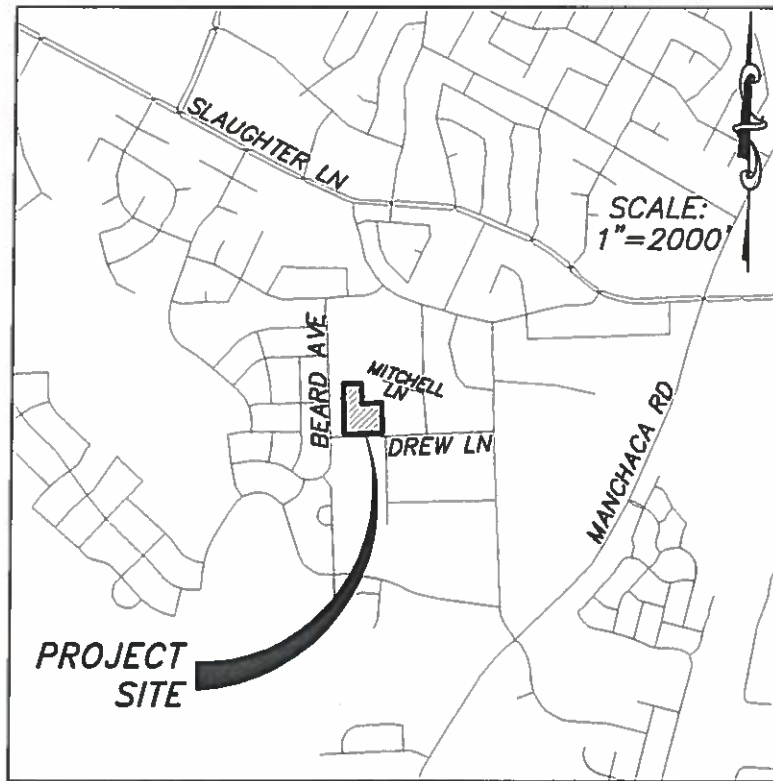 SLAUGHTER LN
SCALE:
1"=2000'
BEARD AVE
MITCHELL
LN
DREW LN
MANCHACA RD
PROJECT
SITE